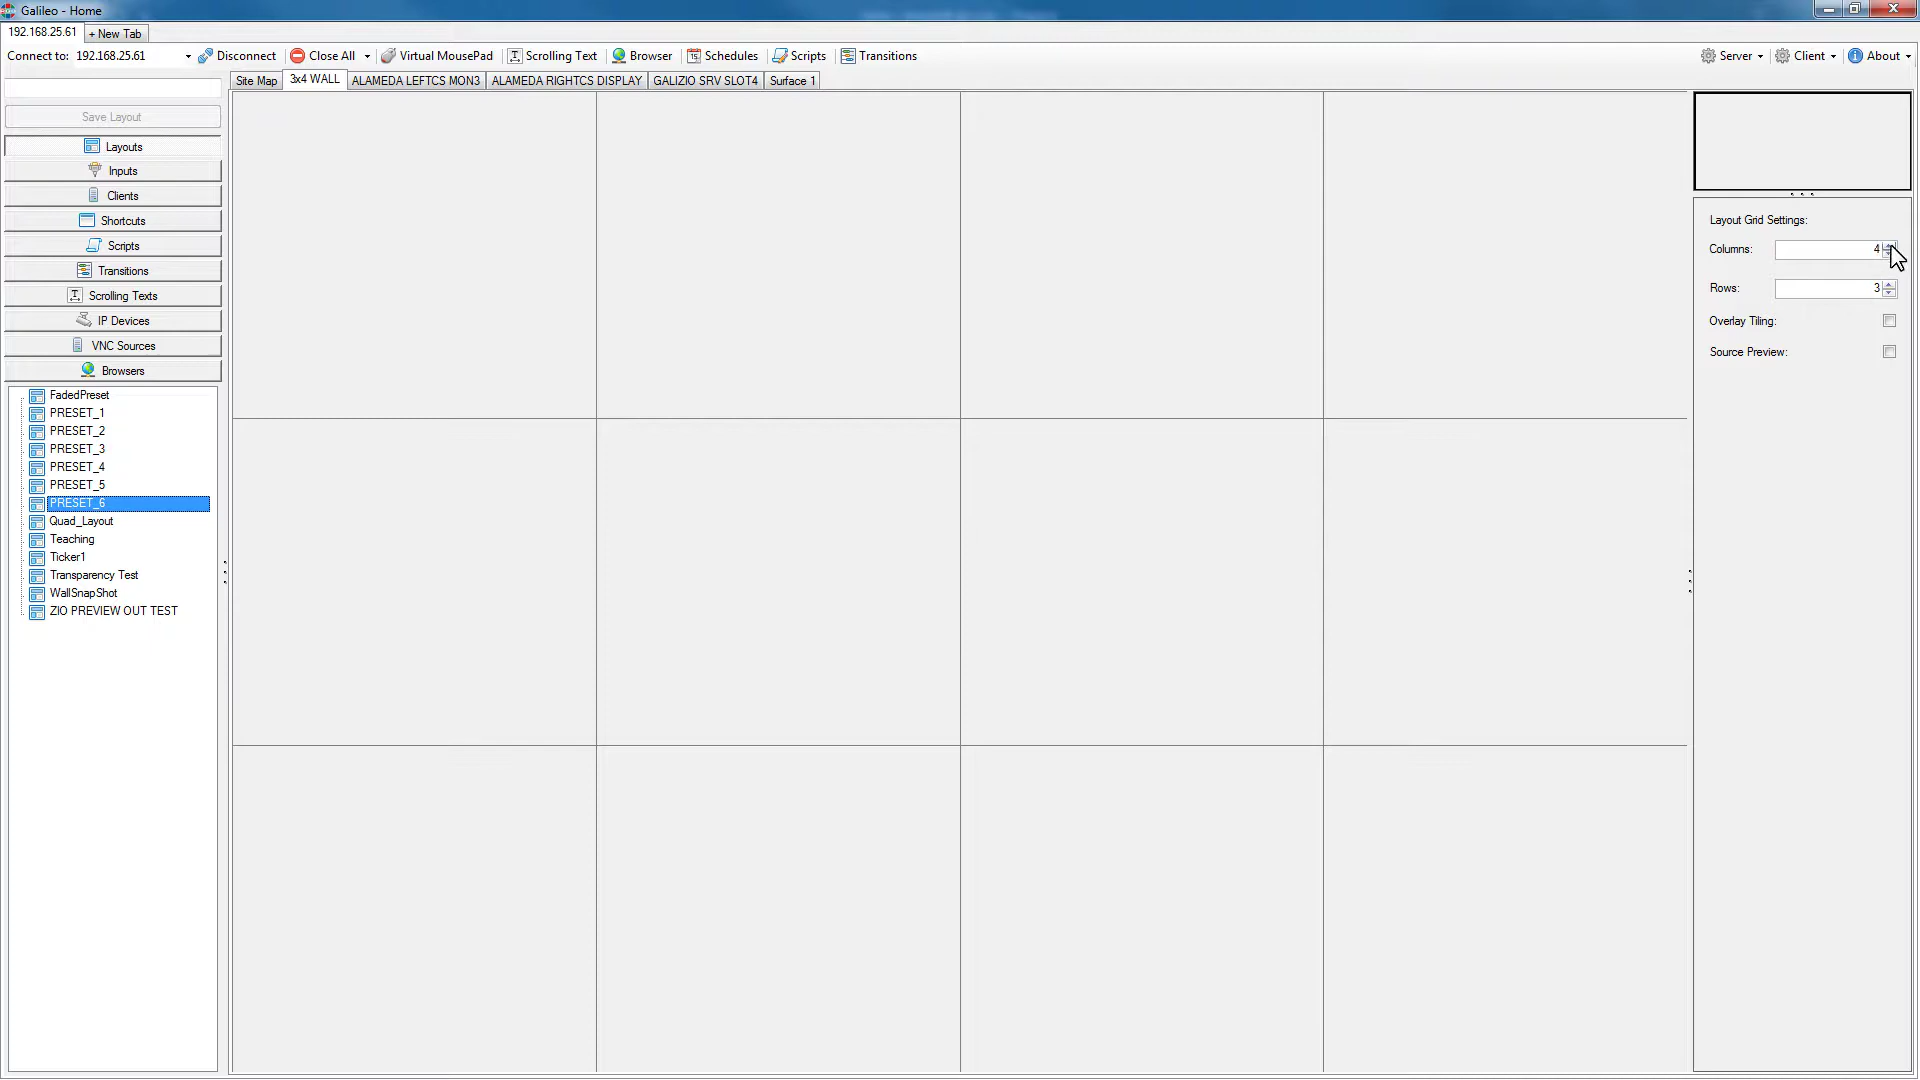 Galileo - Home
192.168.25.61
+ New Tab
Connect to: 192.168.25.61 Disconnect Close All Virtual MousePad Scrolling Text Browser Schedules Scripts Transitions Server Client About
Site Map 3x4 WALL ALAMEDA LEFTCS MON3 ALAMEDA RIGHTCS DISPLAY GALIZIO SRV SLOT4 Surface 1
Save Layout
Layouts
Inputs
Clients
Shortcuts
Scripts
Transitions
Scrolling Texts
IP Devices
VNC Sources
Browsers
FadedPreset
PRESET_1
PRESET_2
PRESET_3
PRESET_4
PRESET_5
PRESET_6
Quad_Layout
Teaching
Ticker1
Transparency Test
WallSnapShot
ZIO PREVIEW OUT TEST
Layout Grid Settings:
Columns: 4
Rows: 3
Overlay Tiling:
Source Preview: